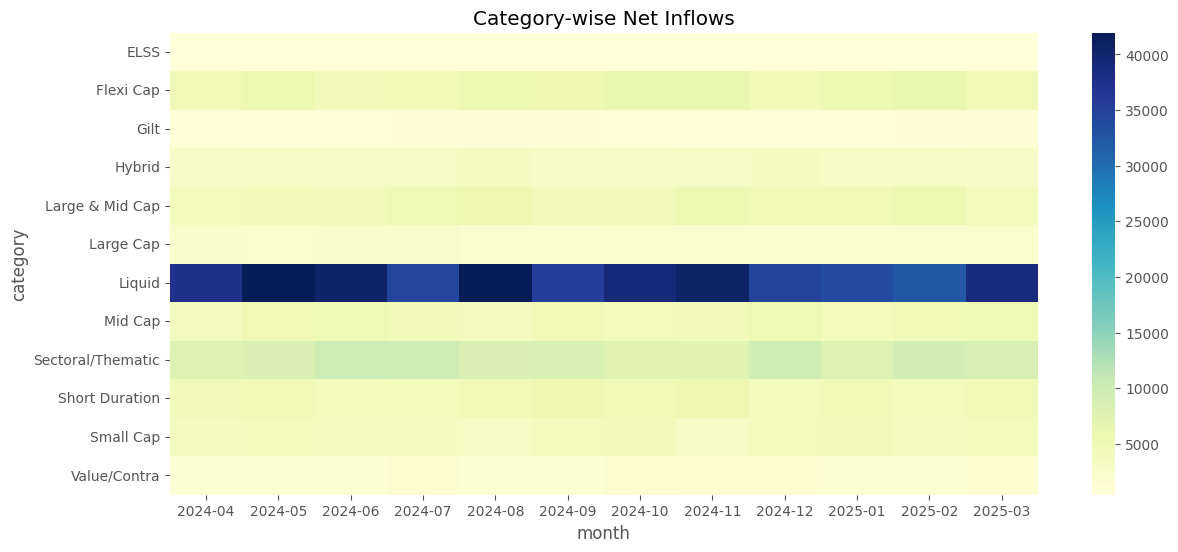 Category-wise Net Inflows
category
ELSS
Flexi Cap
Gilt
Hybrid
Large & Mid Cap
Large Cap
Liquid
Mid Cap
Sectoral/Thematic
Short Duration
Small Cap
Value/Contra
2024-04 2024-05 2024-06 2024-07 2024-08 2024-09 2024-10 2024-11 2024-12 2025-01 2025-02 2025-03
month
40000
35000
30000
25000
20000
15000
10000
5000